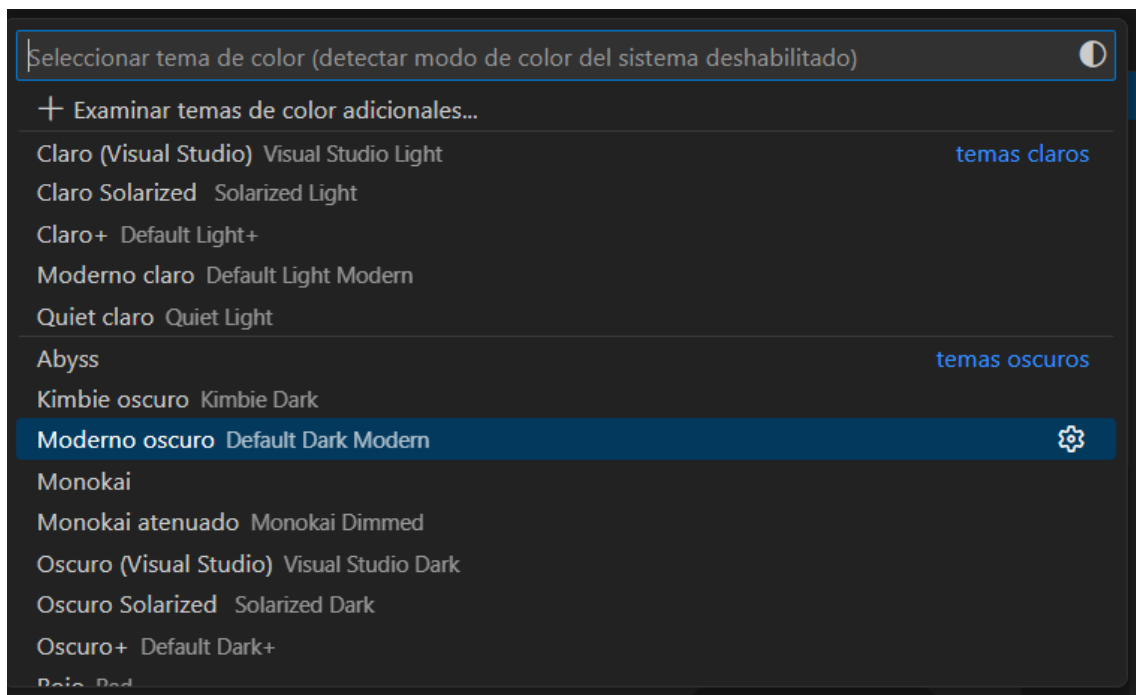 Seleccionar tema de color (detectar modo de color del sistema deshabilitado)
Examinar temas de color adicionales...
Claro (Visual Studio) Visual Studio Light temas claros
Claro Solarized Solarized Light
Claro+ Default Light+
Moderno claro Default Light Modern
Quiet claro Quiet Light
Abyss temas oscuros
Kimbie oscuro Kimbie Dark
Moderno oscuro Default Dark Modern
Monokai
Monokai atenuado Monokai Dimmed
Oscuro (Visual Studio) Visual Studio Dark
Oscuro Solarized Solarized Dark
Oscuro+ Default Dark+
Rojo Red